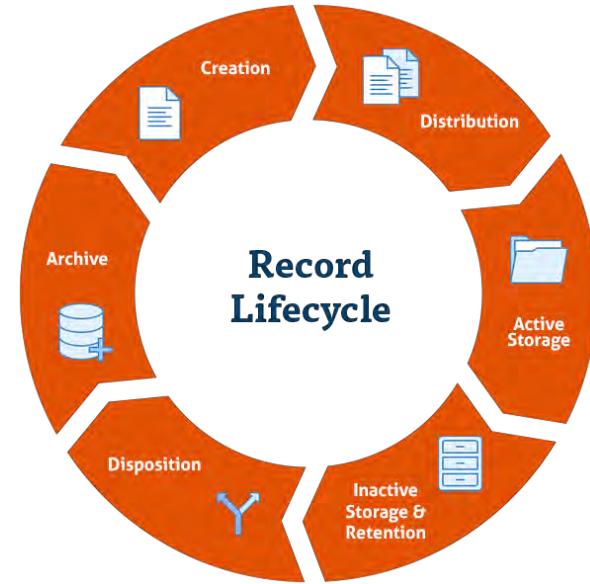 Record
Lifecycle
Creation
Distribution
Active
Storage
Inactive
Storage &
Retention
Disposition
Archive